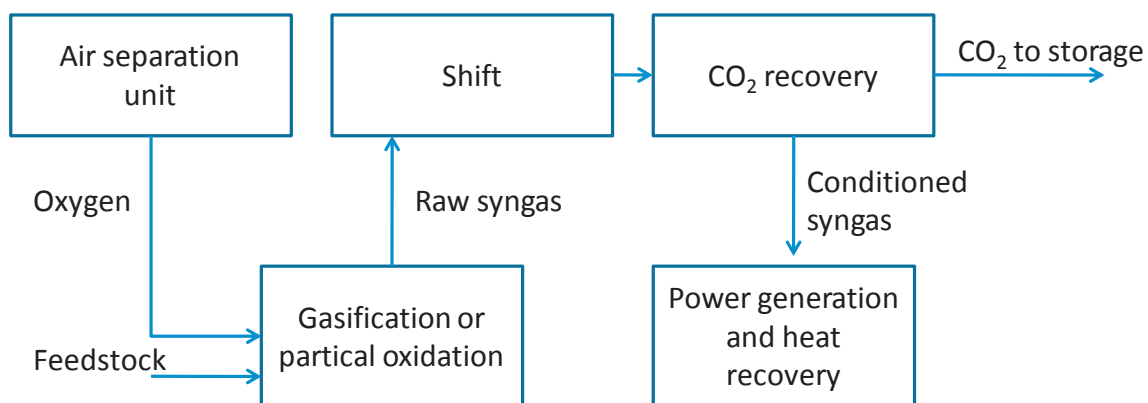 Air separation
unit
Shift
CO₂ recovery
CO₂ to storage
Oxygen
Raw syngas
Conditioned
syngas
Feedstock
Gasification or
partical oxidation
Power generation
and heat
recovery